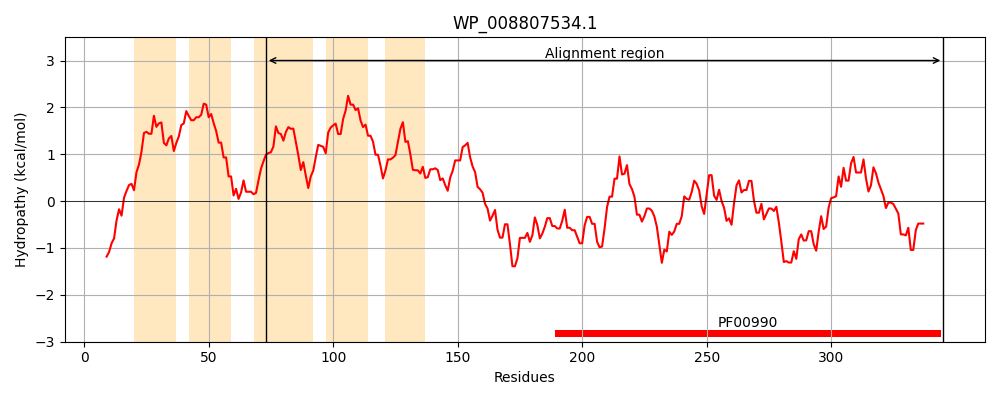 WP_008807534.1
Alignment region
PF00990
Hydropathy (kcal/mol)
3
2
1
0
−1
−2
−3
0 50 100 150 200 250 300
Residues